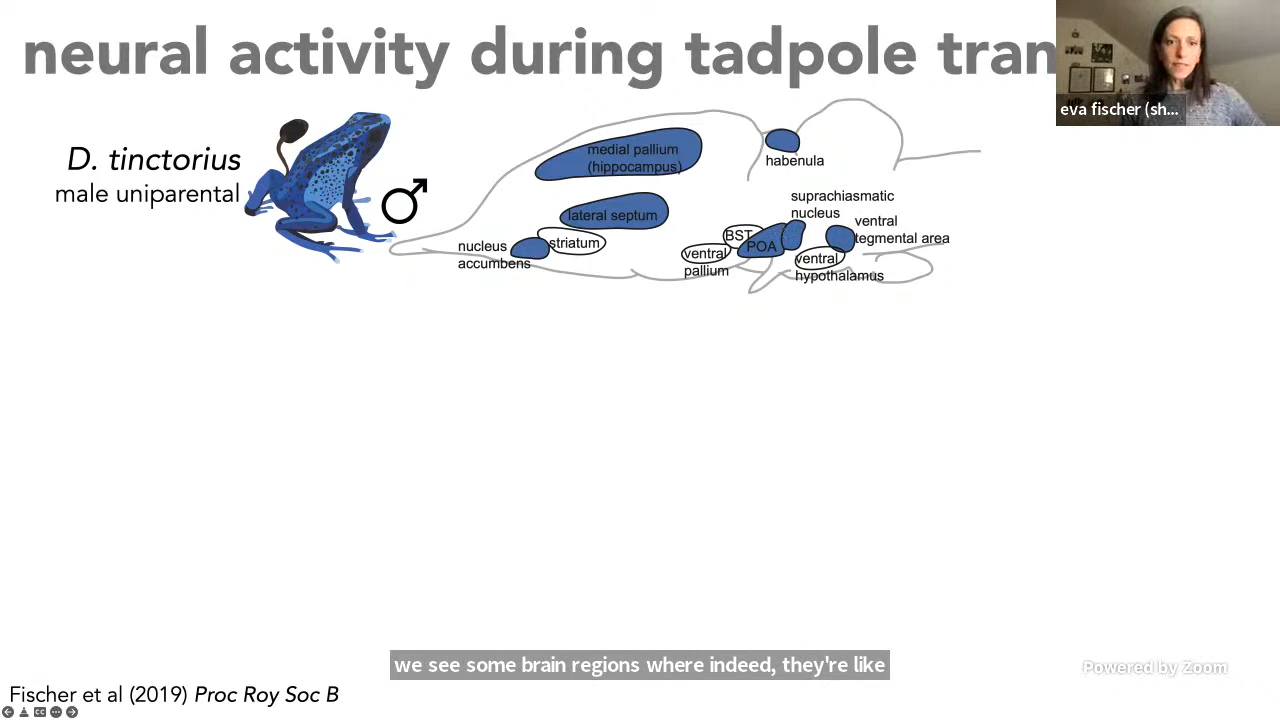 neural activity during tadpole tran
eva fischer (sh...
D. tinctorius
male uniparental
medial pallium
(hippocampus)
habenula
lateral septum
suprachiasmatic
nucleus
ventral
tegmental area
nucleus
accumbens
striatum
BST
POA
ventral
pallium
ventral
hypothalamus
we see some brain regions where indeed, they're like
Powered by Zoom
Fischer et al (2019) Proc Roy Soc B